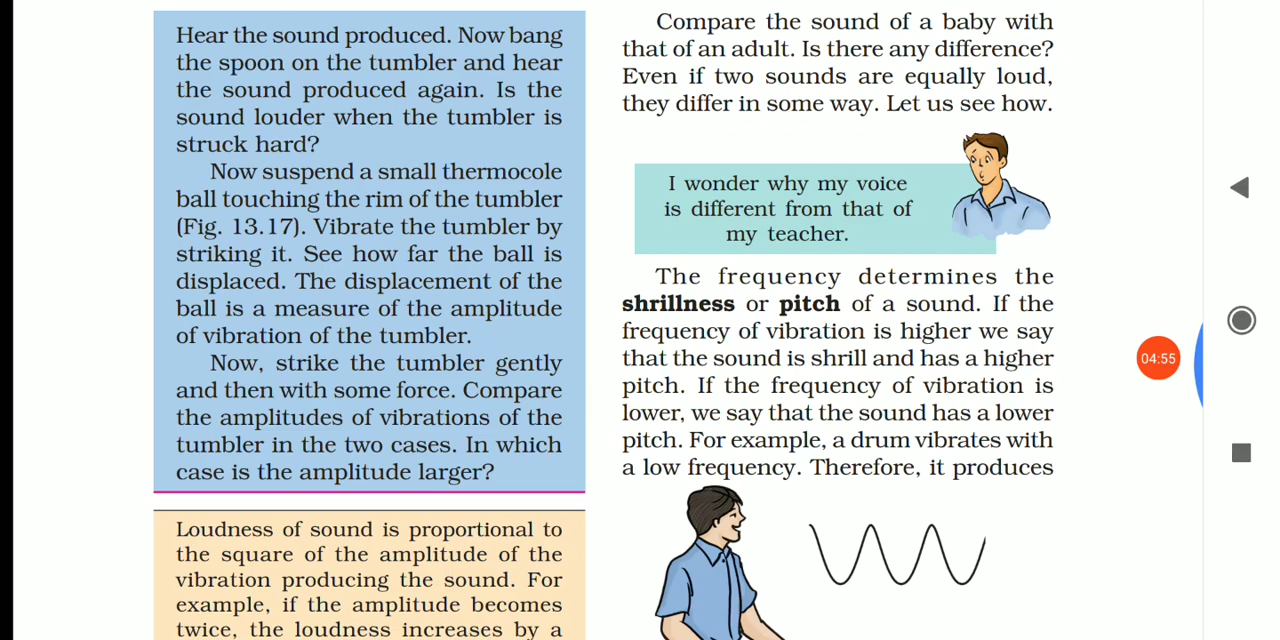 Hear the sound produced. Now bang
the spoon on the tumbler and hear
the sound produced again. Is the
sound louder when the tumbler is
struck hard?
Now suspend a small thermocole
ball touching the rim of the tumbler
(Fig. 13.17). Vibrate the tumbler by
striking it. See how far the ball is
displaced. The displacement of the
ball is a measure of the amplitude
of vibration of the tumbler.
Now, strike the tumbler gently
and then with some force. Compare
the amplitudes of vibrations of the
tumbler in the two cases. In which
case is the amplitude larger?
Loudness of sound is proportional to
the square of the amplitude of the
vibration producing the sound. For
example, if the amplitude becomes
twice, the loudness increases by a
Compare the sound of a baby with
that of an adult. Is there any difference?
Even if two sounds are equally loud,
they differ in some way. Let us see how.
I wonder why my voice
is different from that of
my teacher.
The frequency determines the
shrillness or pitch of a sound. If the
frequency of vibration is higher we say
that the sound is shrill and has a higher
pitch. If the frequency of vibration is
lower, we say that the sound has a lower
pitch. For example, a drum vibrates with
a low frequency. Therefore, it produces
04:55